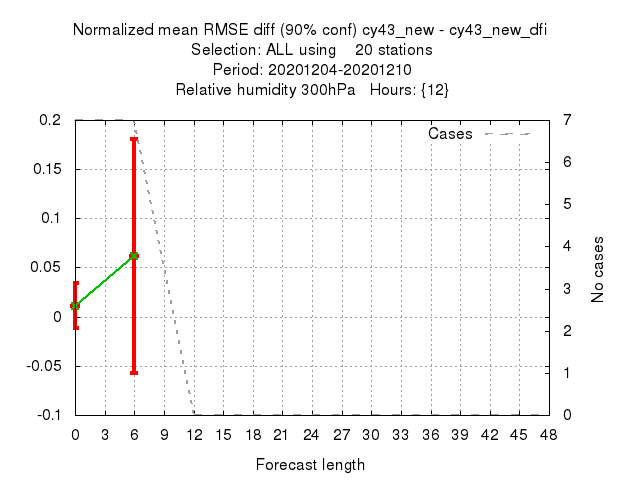 Normalized mean RMSE diff (90% conf) cy43_new - cy43_new_dfi
Selection: ALL using 20 stations
Period: 20201204-20201210
Relative humidity 300hPa Hours: {12}
0.2
0.15
0.1
0.05
0
-0.05
-0.1
Cases
7
6
5
4
3
2
1
0
No cases
0 3 6 9 12 15 18 21 24 27 30 33 36 39 42 45 48
Forecast length